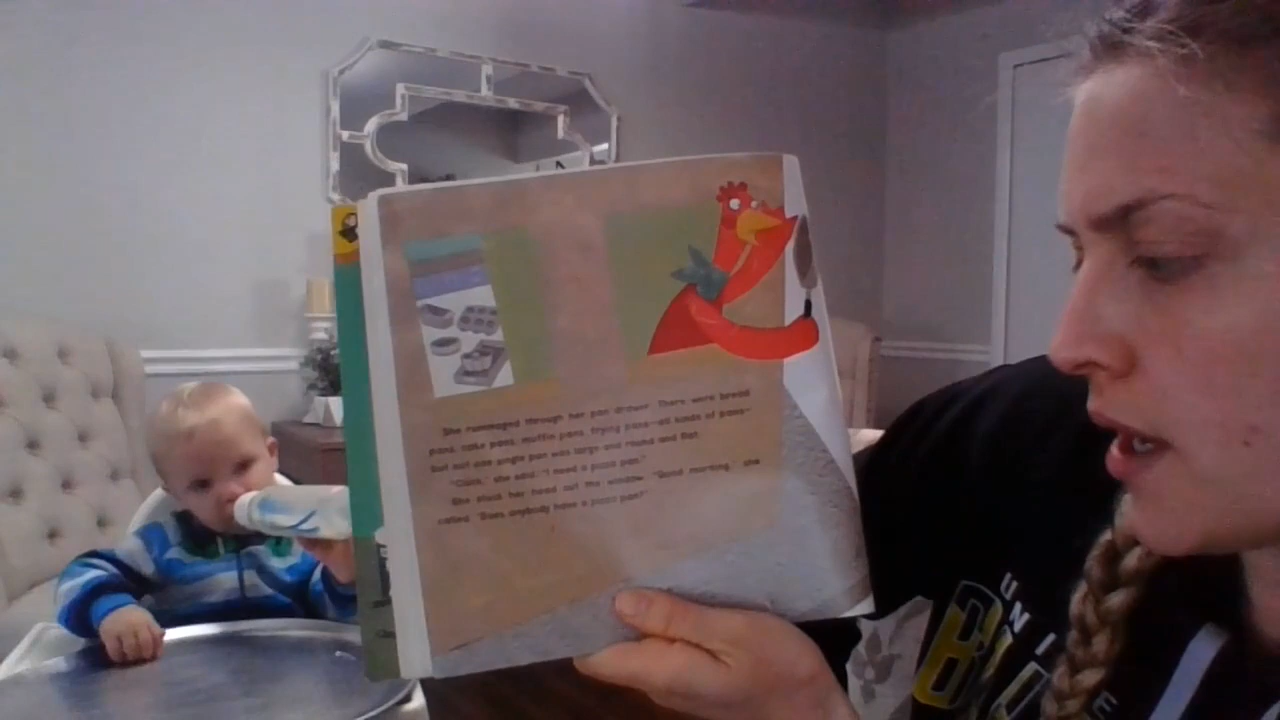 She rummaged through her pan drawer. There were bread
pans, cake pans, muffin pans, frying pans—all kinds of pans—
but not one single pan was large and round and flat.
"Cluck," she said. "I need a pizza pan."
She stuck her head out the window. "Good morning," she
called. "Does anybody have a pizza pan?"
UNI